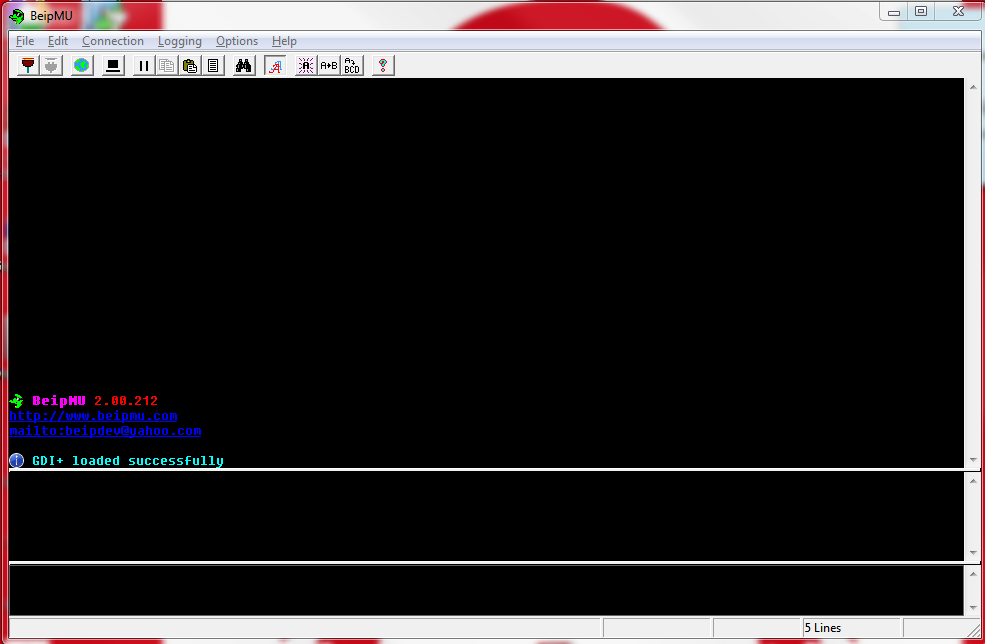 BeipMU
File Edit Connection Logging Options Help
A A A▸B A▸ BCD ?
BeipMU 2.00.212
http://www.beipmu.com
mailto:beipdev@yahoo.com
GDI+ loaded successfully
5 Lines